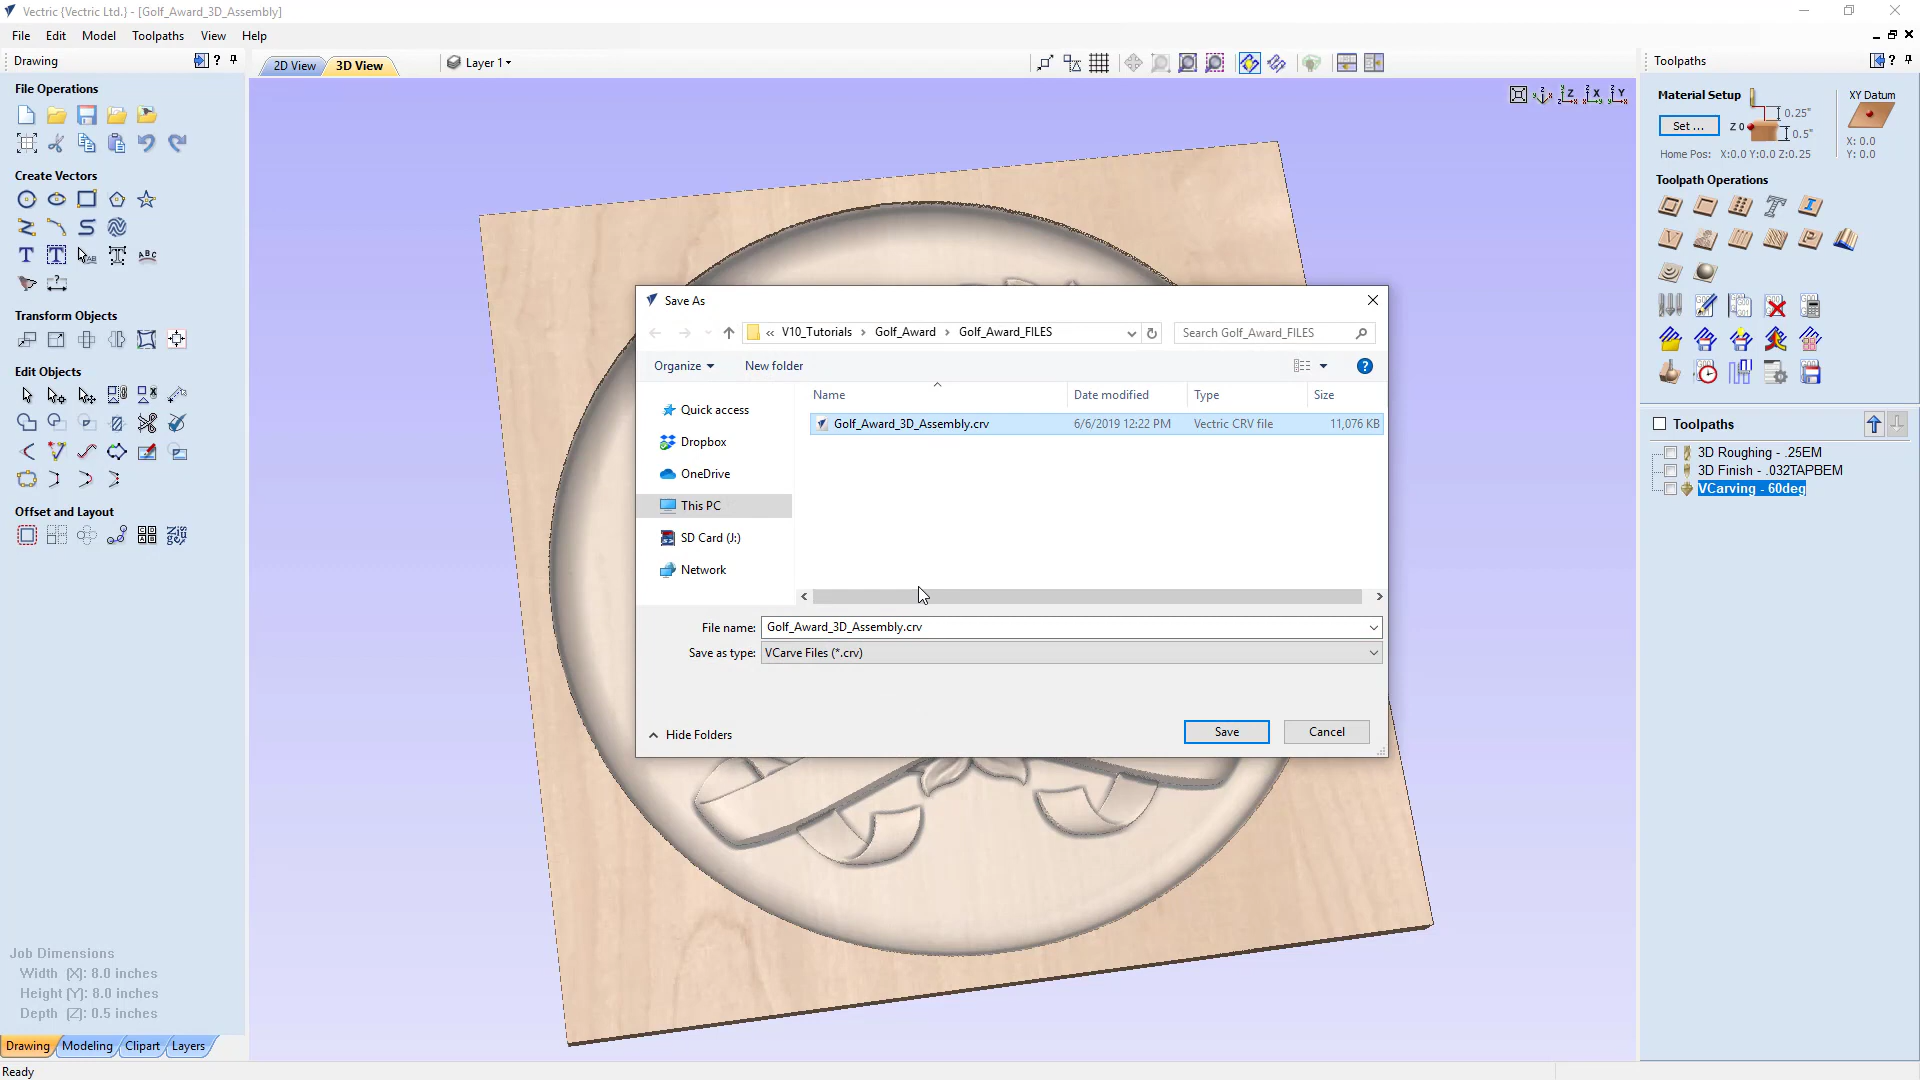 Vectric {Vectric Ltd.} - [Golf_Award_3D_Assembly]
File Edit Model Toolpaths View Help
Drawing ?
2D View 3D View Layer 1
Toolpaths ?
File Operations
Create Vectors
Transform Objects
Edit Objects
Offset and Layout
Job Dimensions
Width (X): 8.0 inches
Height (Y): 8.0 inches
Depth (Z): 0.5 inches
Drawing Modeling Clipart Layers
Ready
Save As
« V10_Tutorials › Golf_Award › Golf_Award_FILES
Search Golf_Award_FILES
Organize New folder
Name Date modified Type Size
Golf_Award_3D_Assembly.crv 6/6/2019 12:22 PM Vectric CRV file 11,076 KB
Quick access
Dropbox
OneDrive
This PC
SD Card (J:)
Network
File name: Golf_Award_3D_Assembly.crv
Save as type: VCarve Files (*.crv)
Hide Folders
Save Cancel
Material Setup
Set ...
Z 0
0.25"
0.5"
XY Datum
X: 0.0
Y: 0.0
Home Pos: X:0.0 Y:0.0 Z:0.25
Toolpath Operations
Toolpaths
3D Roughing - .25EM
3D Finish - .032TAPBEM
VCarving - 60deg